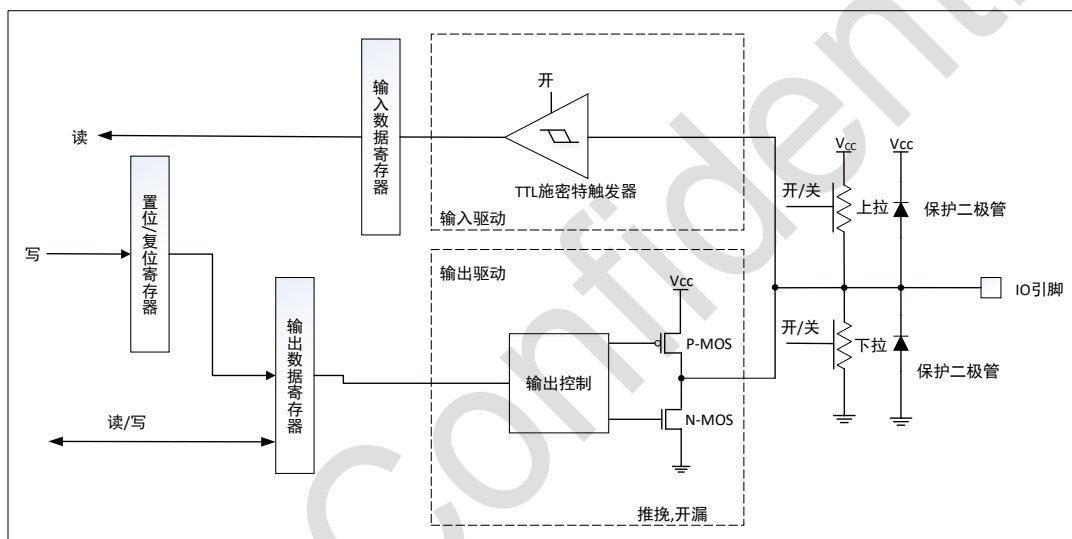 开
输入数据寄存器
读
TTL施密特触发器
输入驱动
VCC
Vcc
开/关
上拉
保护二极管
置位/复位寄存器
写
输出驱动
Vcc
IO引脚
输出数据寄存器
P-MOS
输出控制
N-MOS
开/关
下拉
保护二极管
读/写
推挽,开漏
Confidenti